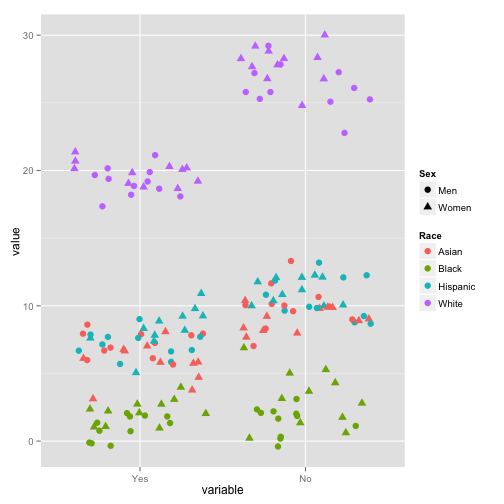 30
20
10
0
value
Yes No
variable
Sex
Men
Women
Race
Asian
Black
Hispanic
White